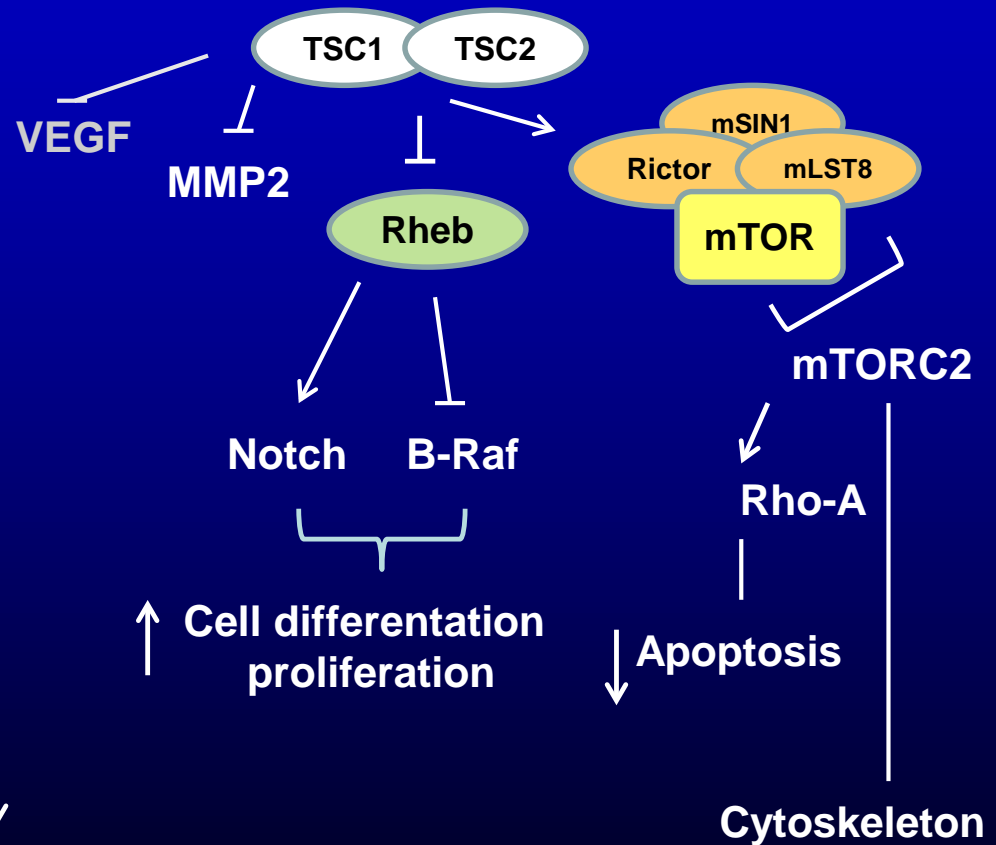 TSC1
TSC2
VEGF
MMP2
mSIN1
Rictor
mLST8
Rheb
mTOR
mTORC2
Notch
B-Raf
Rho-A
Cell differentation
proliferation
Apoptosis
Cytoskeleton